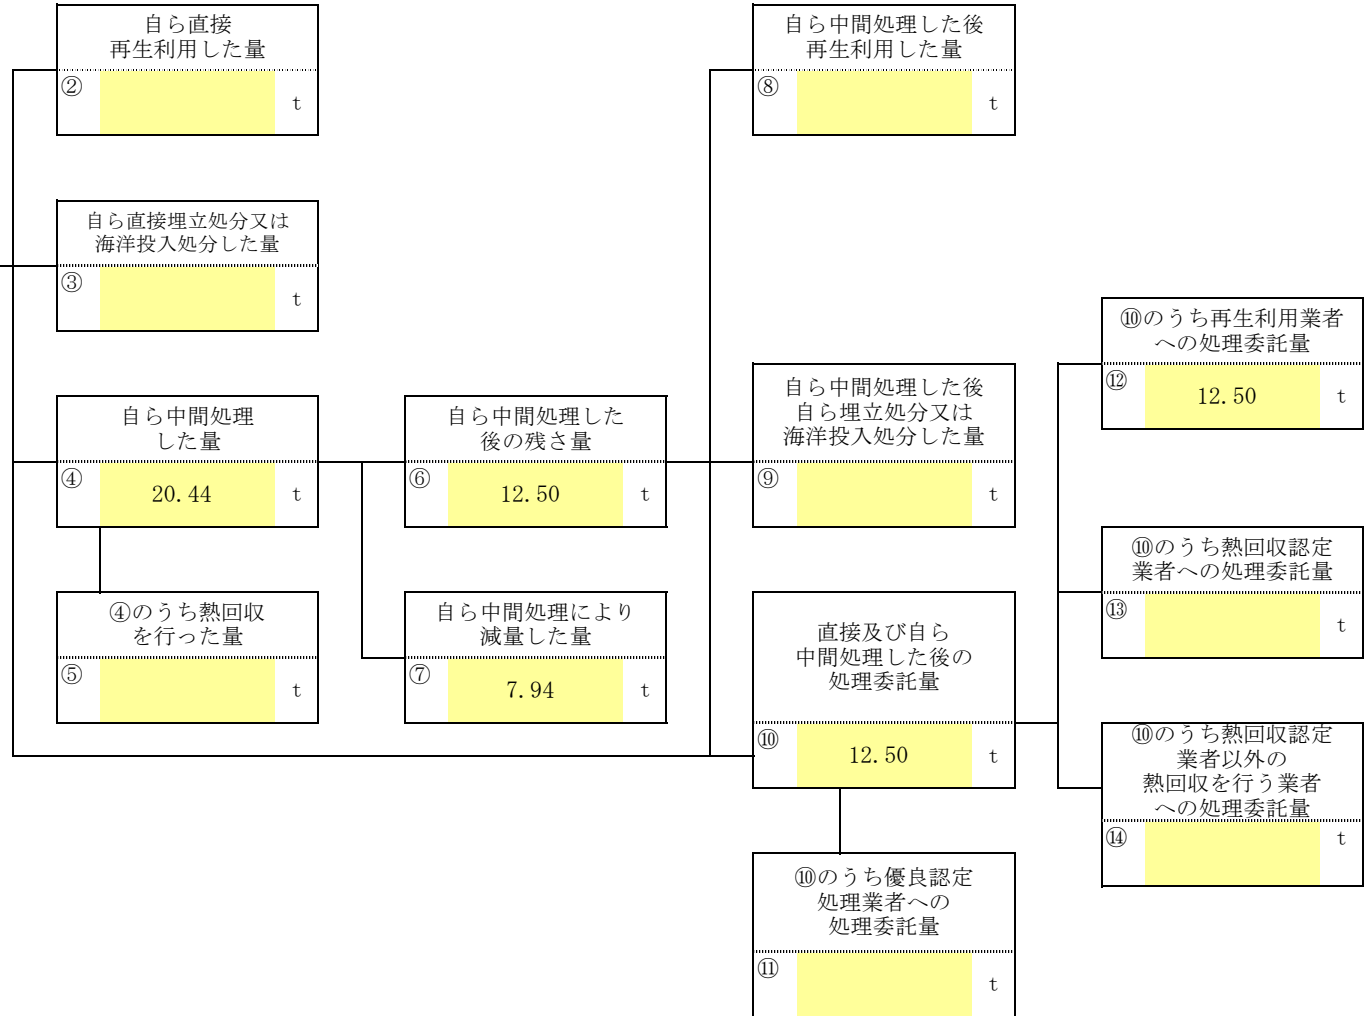 自ら直接
再生利用した量
②
t
自ら中間処理した後
再生利用した量
⑧
t
自ら直接埋立処分又は
海洋投入処分した量
③
t
⑩のうち再生利用業者
への処理委託量
⑫
12.50
t
自ら中間処理
した量
④
20.44
t
自ら中間処理した
後の残さ量
⑥
12.50
t
自ら中間処理した後
自ら埋立処分又は
海洋投入処分した量
⑨
t
⑩のうち熱回収認定
業者への処理委託量
⑬
t
④のうち熱回収
を行った量
⑤
t
自ら中間処理により
減量した量
⑦
7.94
t
直接及び自ら
中間処理した後の
処理委託量
⑩
12.50
t
⑩のうち熱回収認定
業者以外の
熱回収を行う業者
への処理委託量
⑭
t
⑩のうち優良認定
処理業者への
処理委託量
⑪
t